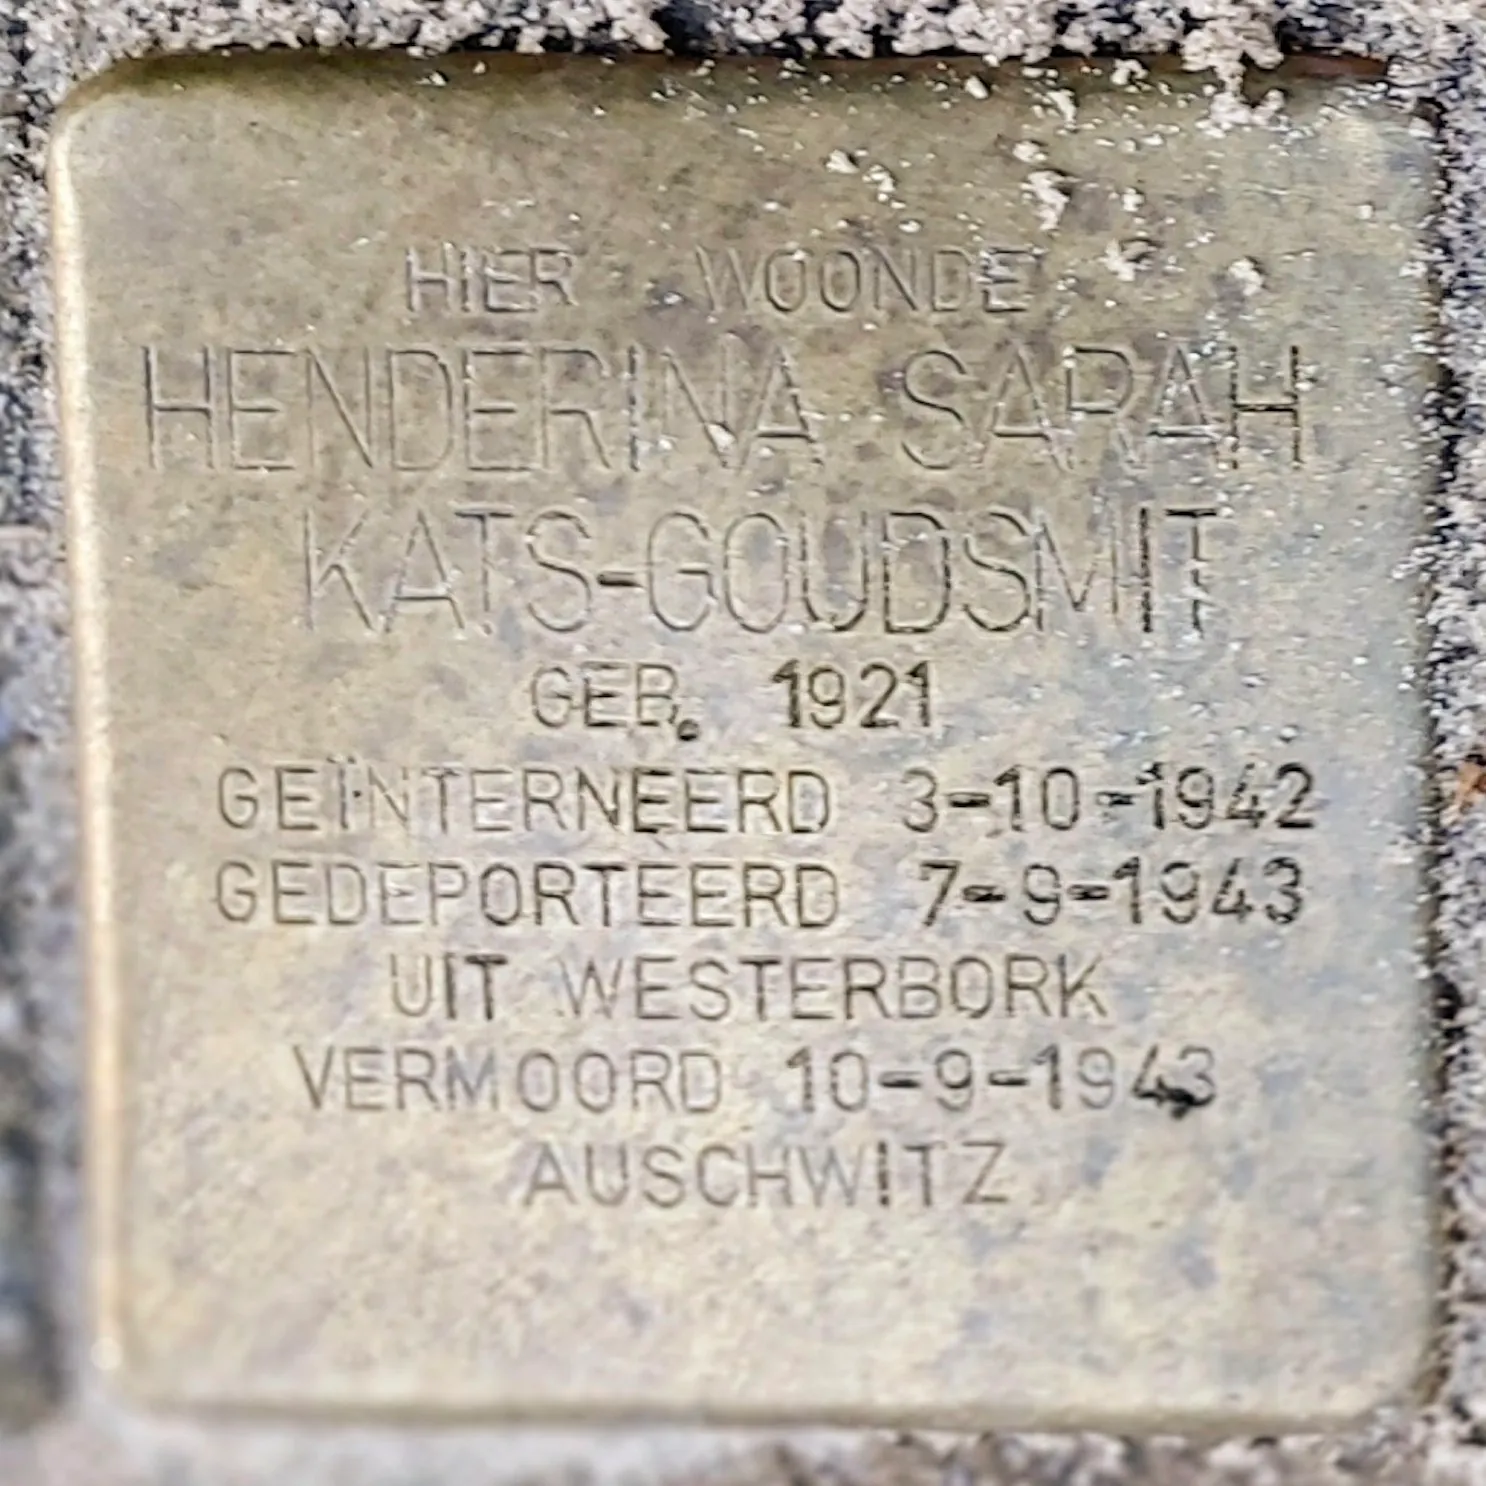 HIER WOONDE
HENDERINA SARAH
KATS-GOUDSMIT
GEB. 1921
GEÏNTERNEERD 3-10-1942
GEDEPORTEERD 7-9-1943
UIT WESTERBORK
VERMOORD 10-9-1943
AUSCHWITZ